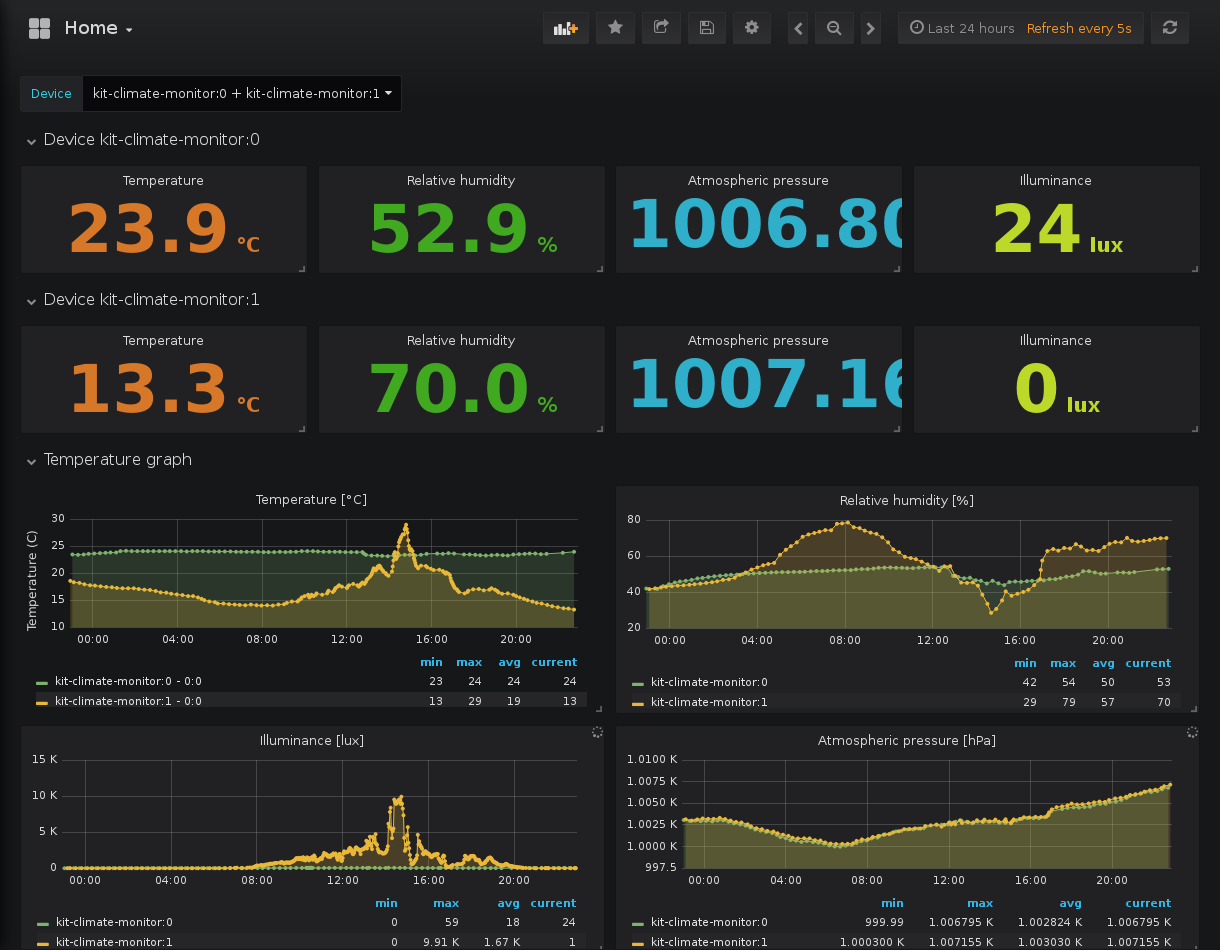 Home
Last 24 hours Refresh every 5s
Device kit-climate-monitor:0 + kit-climate-monitor:1
Device kit-climate-monitor:0
Temperature Relative humidity Atmospheric pressure Illuminance
23.9 °C 52.9 % 1006.80 24 lux
Device kit-climate-monitor:1
Temperature Relative humidity Atmospheric pressure Illuminance
13.3 °C 70.0 % 1007.16 0 lux
Temperature graph
Temperature [°C]
Temperature (C)
30
25
20
15
10
00:00 04:00 08:00 12:00 16:00 20:00
min max avg current
kit-climate-monitor:0 - 0:0 23 24 24 24
kit-climate-monitor:1 - 0:0 13 29 19 13
Relative humidity [%]
80
60
40
20
00:00 04:00 08:00 12:00 16:00 20:00
min max avg current
kit-climate-monitor:0 42 54 50 53
kit-climate-monitor:1 29 79 57 70
Illuminance [lux]
15 K
10 K
5 K
0
00:00 04:00 08:00 12:00 16:00 20:00
min max avg current
kit-climate-monitor:0 0 59 18 24
kit-climate-monitor:1 0 9.91 K 1.67 K 1
Atmospheric pressure [hPa]
1.0100 K
1.0075 K
1.0050 K
1.0025 K
1.0000 K
997.5
00:00 04:00 08:00 12:00 16:00 20:00
min max avg current
kit-climate-monitor:0 999.99 1.006795 K 1.002824 K 1.006795 K
kit-climate-monitor:1 1.000300 K 1.007155 K 1.003030 K 1.007155 K